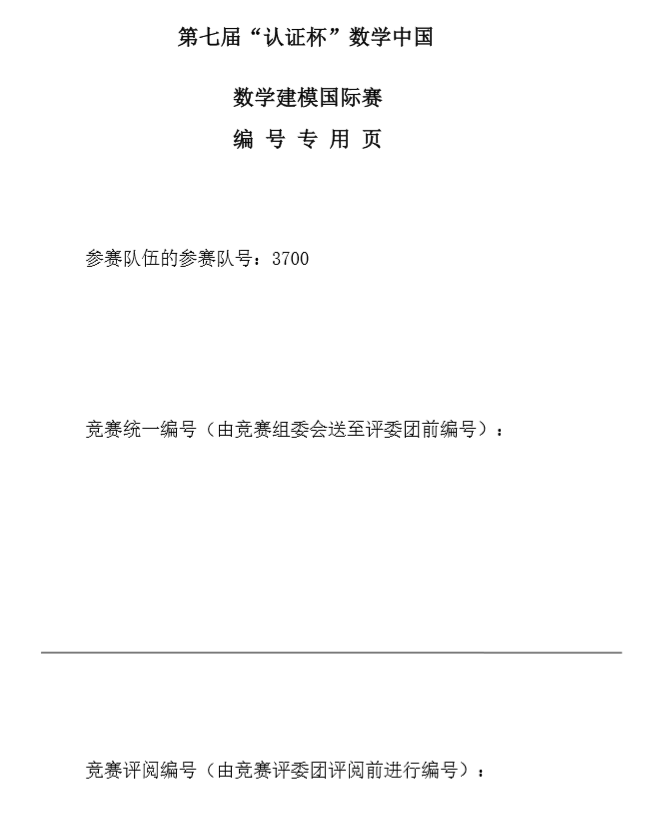 第七届“认证杯”数学中国
数学建模国际赛
编 号 专 用 页
参赛队伍的参赛队号：3700
竞赛统一编号（由竞赛组委会送至评委团前编号）：
竞赛评阅编号（由竞赛评委团评阅前进行编号）：